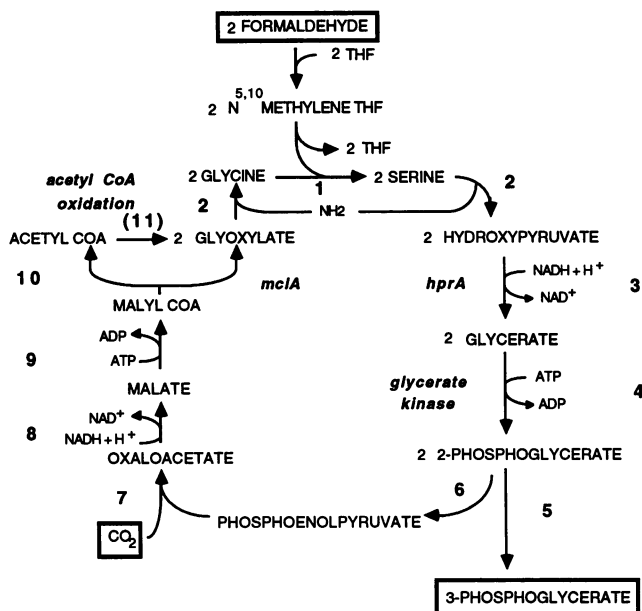 2 FORMALDEHYDE
2 THF
5,10
2 N METHYLENE THF
2 THF
2 GLYCINE
1
2 SERINE
acetyl CoA
oxidation
2
NH2
2
(11)
ACETYL COA
2 GLYOXYLATE
2 HYDROXYPYRUVATE
10
mclA
hprA
NADH + H+
NAD+
3
MALYL COA
9
ADP
ATP
2 GLYCERATE
glycerate
kinase
ATP
ADP
4
MALATE
8
NAD+
NADH + H+
OXALOACETATE
2 2-PHOSPHOGLYCERATE
7
6
5
PHOSPHOENOLPYRUVATE
CO2
3-PHOSPHOGLYCERATE